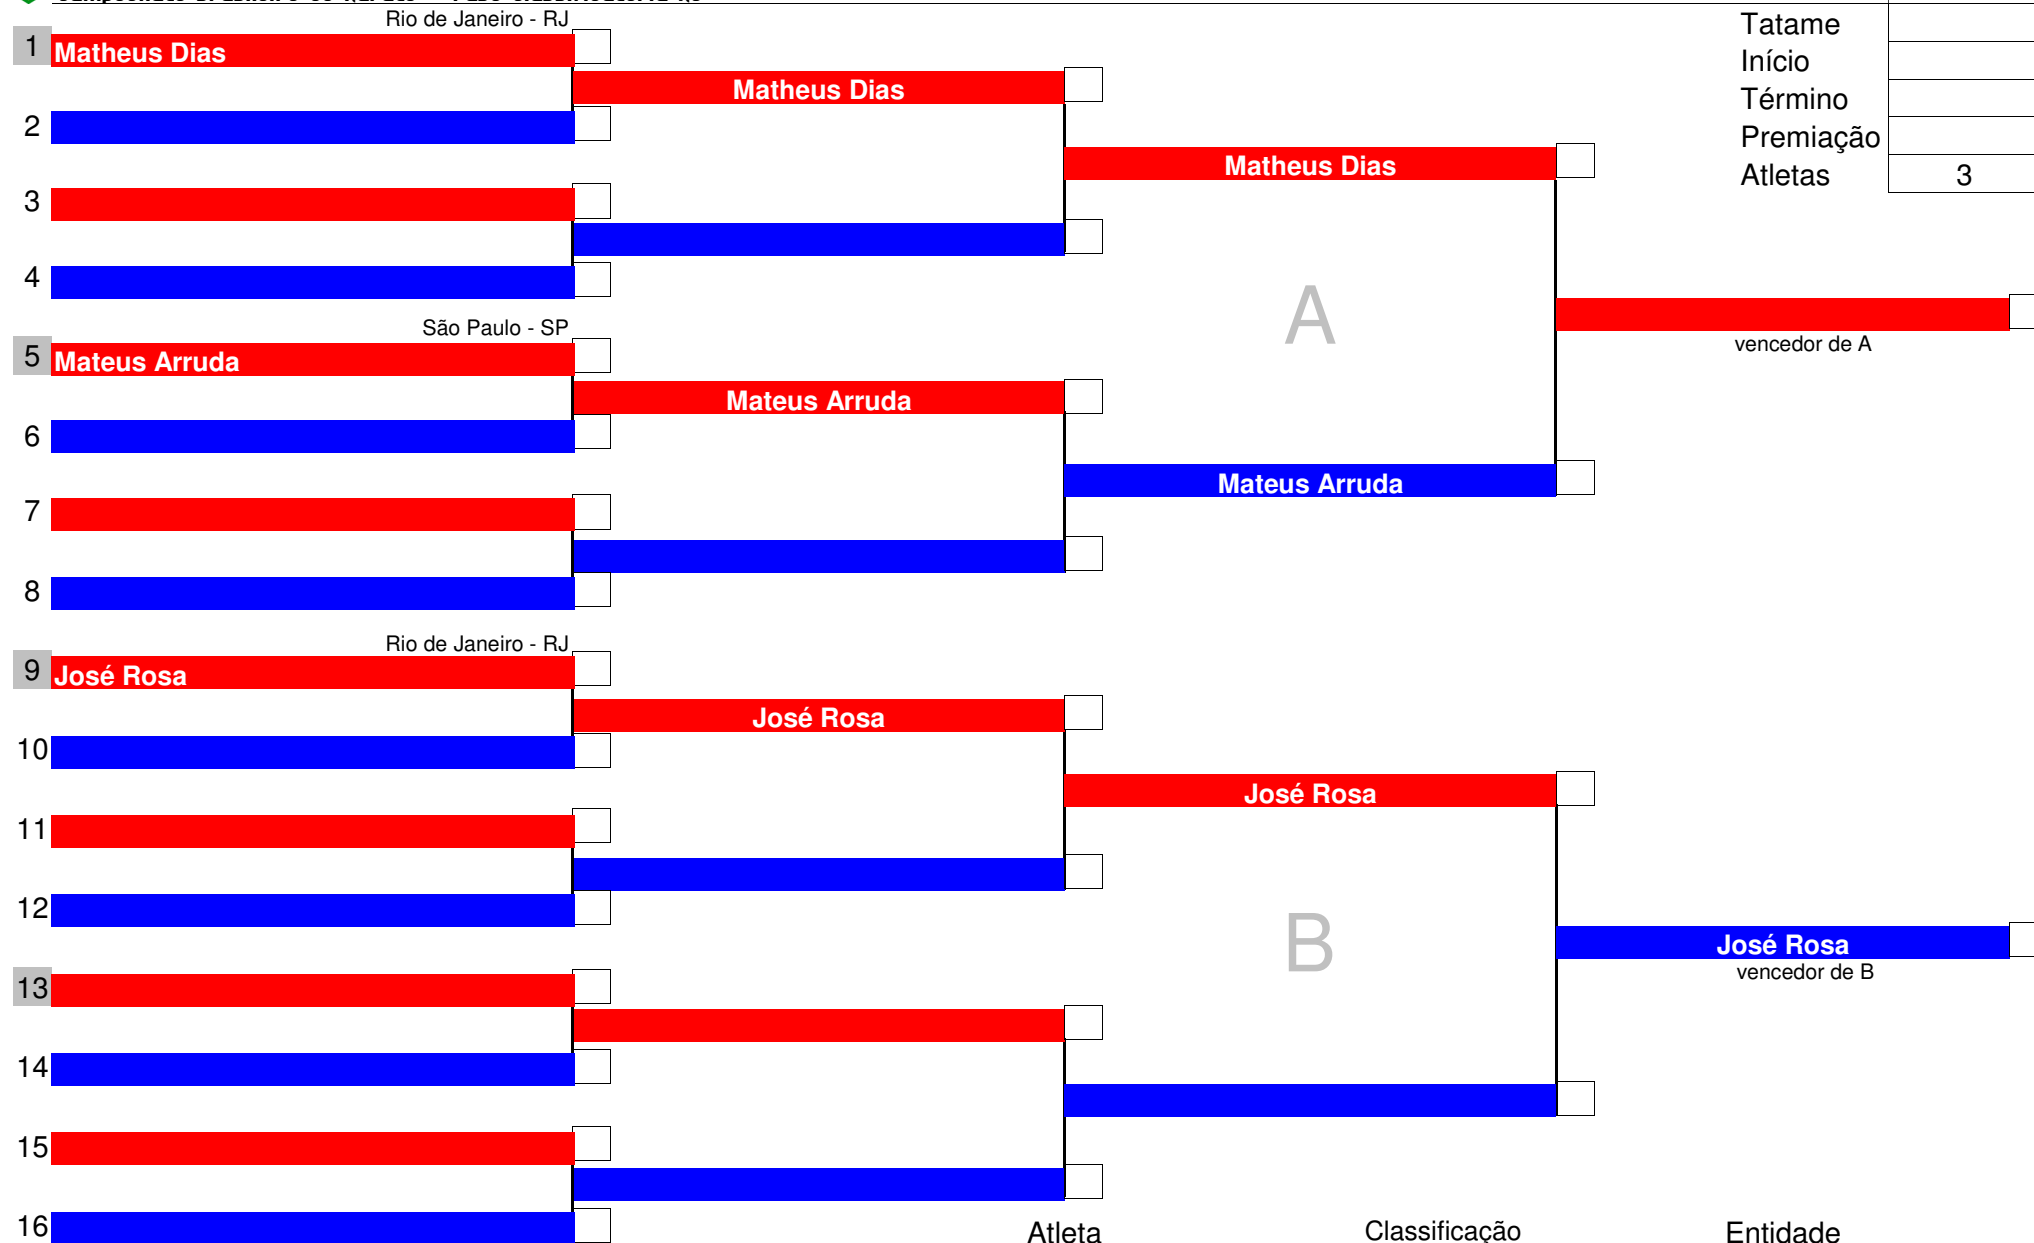 Rio de Janeiro - RJ
Tatame
1 Matheus Dias
Início
Matheus Dias
Término
2
Premiação
Matheus Dias
Atletas 3
3
4
A
São Paulo - SP
vencedor de A
5 Mateus Arruda
Mateus Arruda
6
Mateus Arruda
7
8
Rio de Janeiro - RJ
9 José Rosa
José Rosa
10
José Rosa
11
12
B
José Rosa
vencedor de B
13
14
15
16
Atleta Classificação Entidade